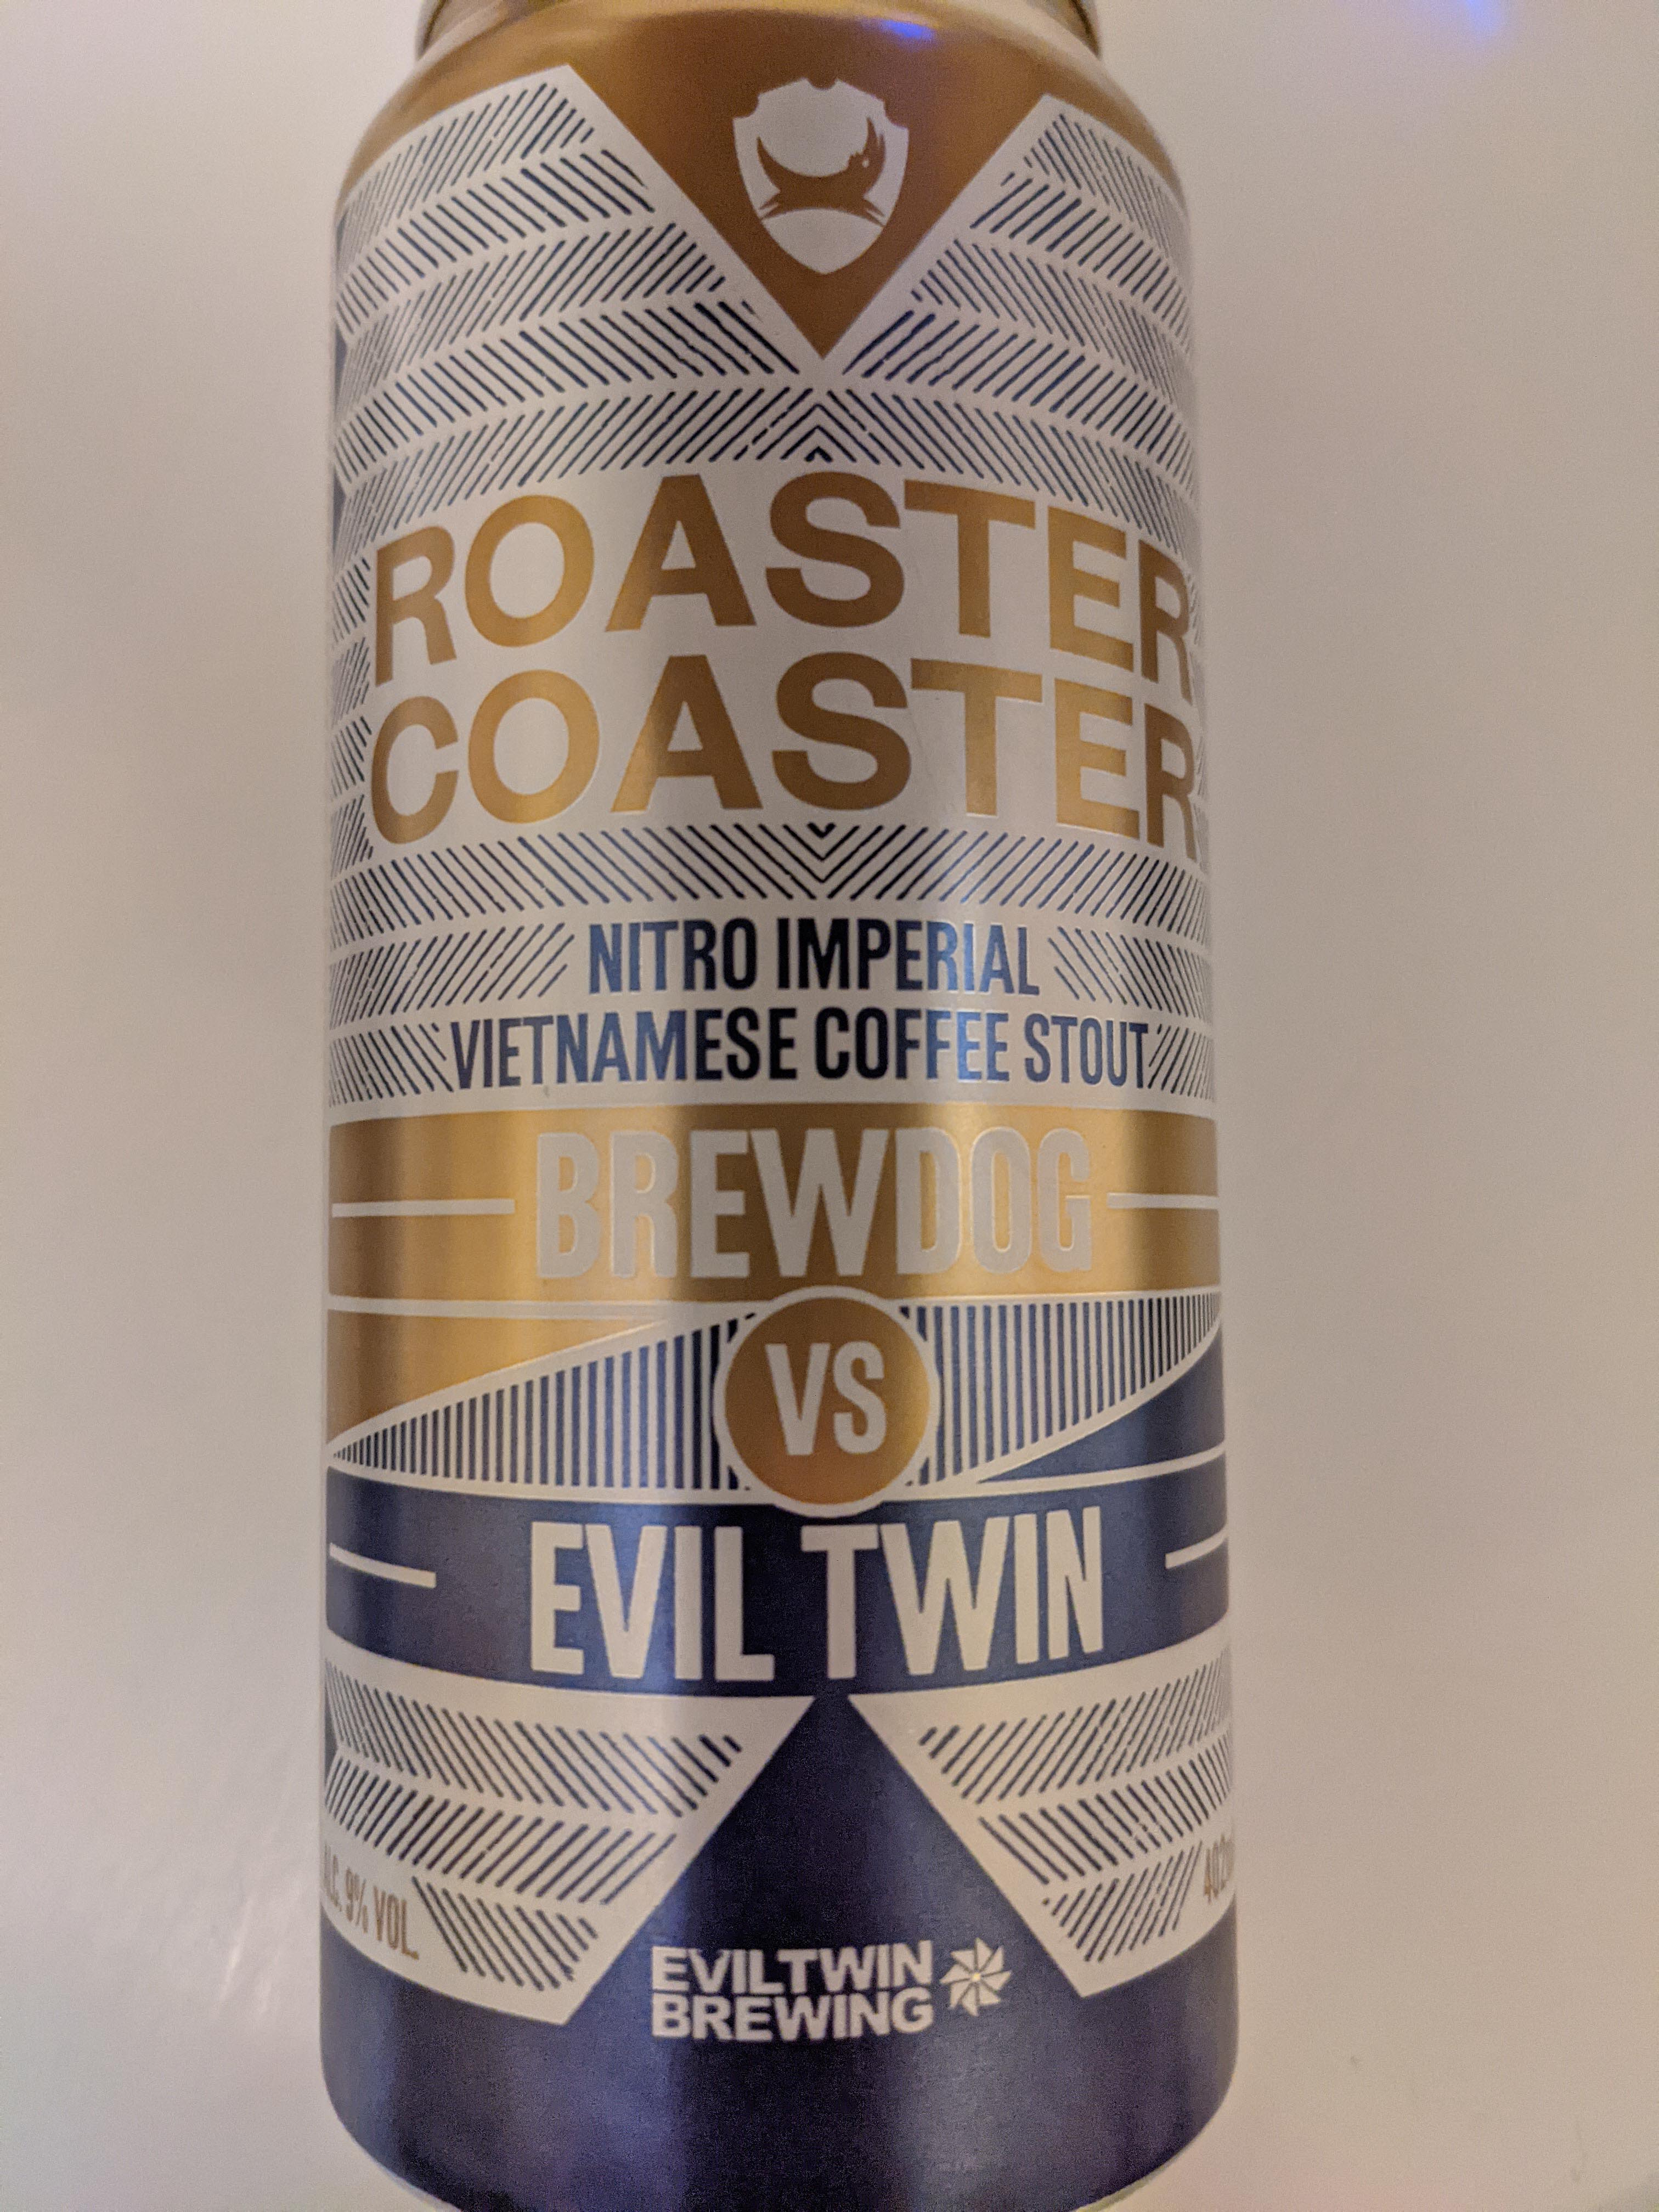 ROASTER
COASTER
NITRO IMPERIAL
VIETNAMESE COFFEE STOUT
BREWDOG
VS
EVIL TWIN
ALC. 9% VOL.
EVILTWIN
BREWING